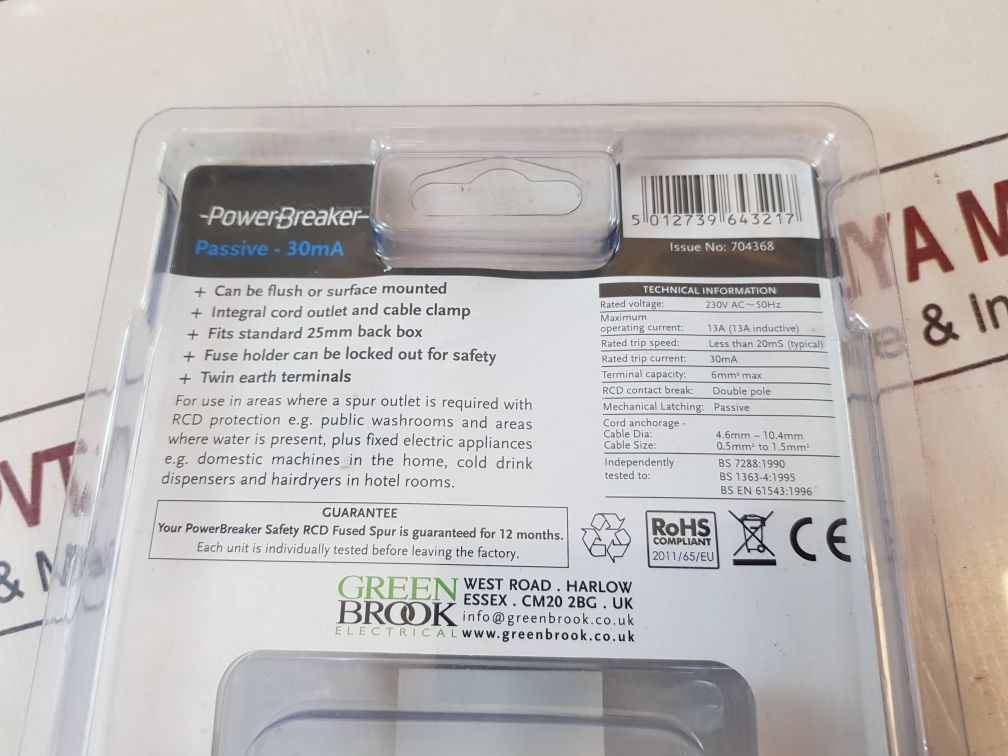 -PowerBreaker-
Passive - 30mA
5 012739 643217
Issue No: 704368
+ Can be flush or surface mounted
+ Integral cord outlet and cable clamp
+ Fits standard 25mm back box
+ Fuse holder can be locked out for safety
+ Twin earth terminals
For use in areas where a spur outlet is required with
RCD protection e.g. public washrooms and areas
where water is present, plus fixed electric appliances
e.g. domestic machines in the home, cold drink
dispensers and hairdryers in hotel rooms.
TECHNICAL INFORMATION
Rated voltage: 230V AC~50Hz
Maximum
operating current: 13A (13A inductive)
Rated trip speed: Less than 20mS (typical)
Rated trip current: 30mA
Terminal capacity: 6mm² max
RCD contact break: Double pole
Mechanical Latching: Passive
Cord anchorage -
Cable Dia: 4.6mm – 10.4mm
Cable Size: 0.5mm² to 1.5mm²
Independently BS 7288:1990
tested to: BS 1363-4:1995
BS EN 61543:1996
GUARANTEE
Your PowerBreaker Safety RCD Fused Spur is guaranteed for 12 months.
Each unit is individually tested before leaving the factory.
RoHS
COMPLIANT
2011/65/EU
CE
GREEN
BROOK
ELECTRICAL
WEST ROAD . HARLOW
ESSEX . CM20 2BG . UK
info@greenbrook.co.uk
www.greenbrook.co.uk
YA M
& In
PVT
& M